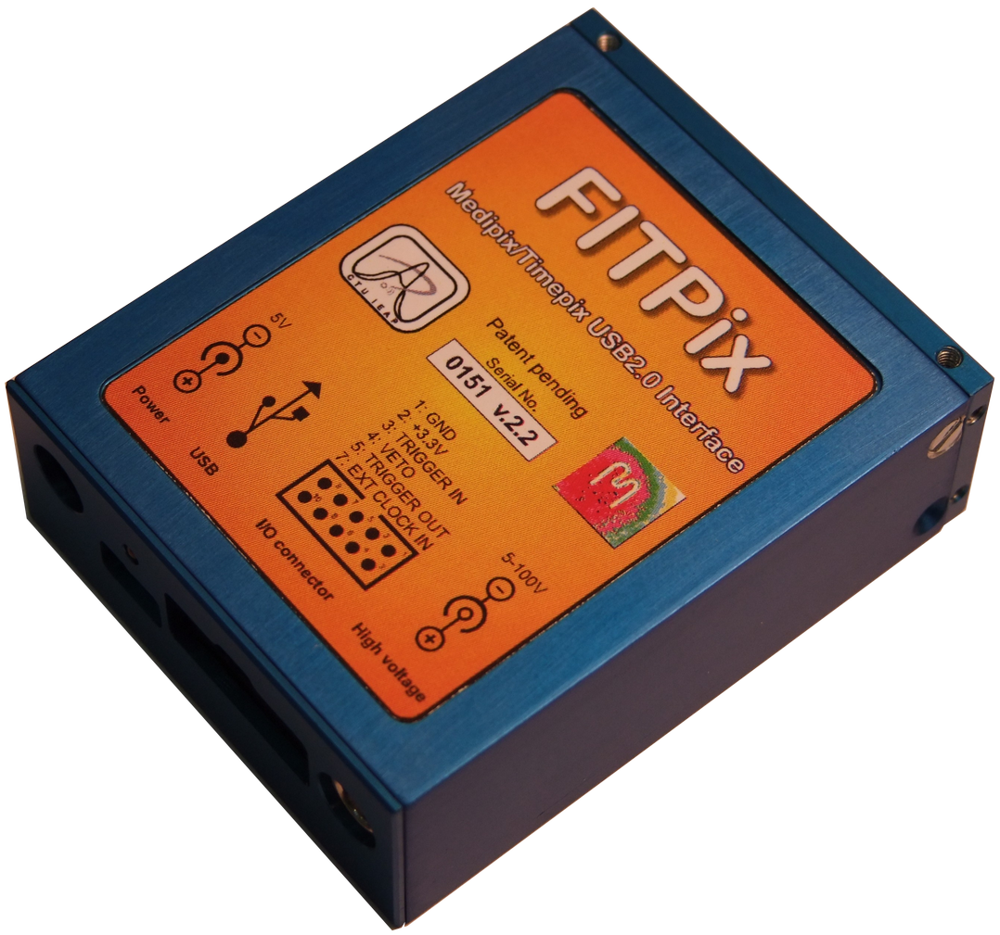 FITPix
Medipix/Timepix USB2.0 Interface
CTU IEAP
Patent pending
Serial No.
0151 v.2.2
1: GND
2: +3.3V
3: TRIGGER IN
4: VETO
5: TRIGGER OUT
7: EXT CLOCK IN
5V
Power
USB
I/O connector
5-100V
High voltage